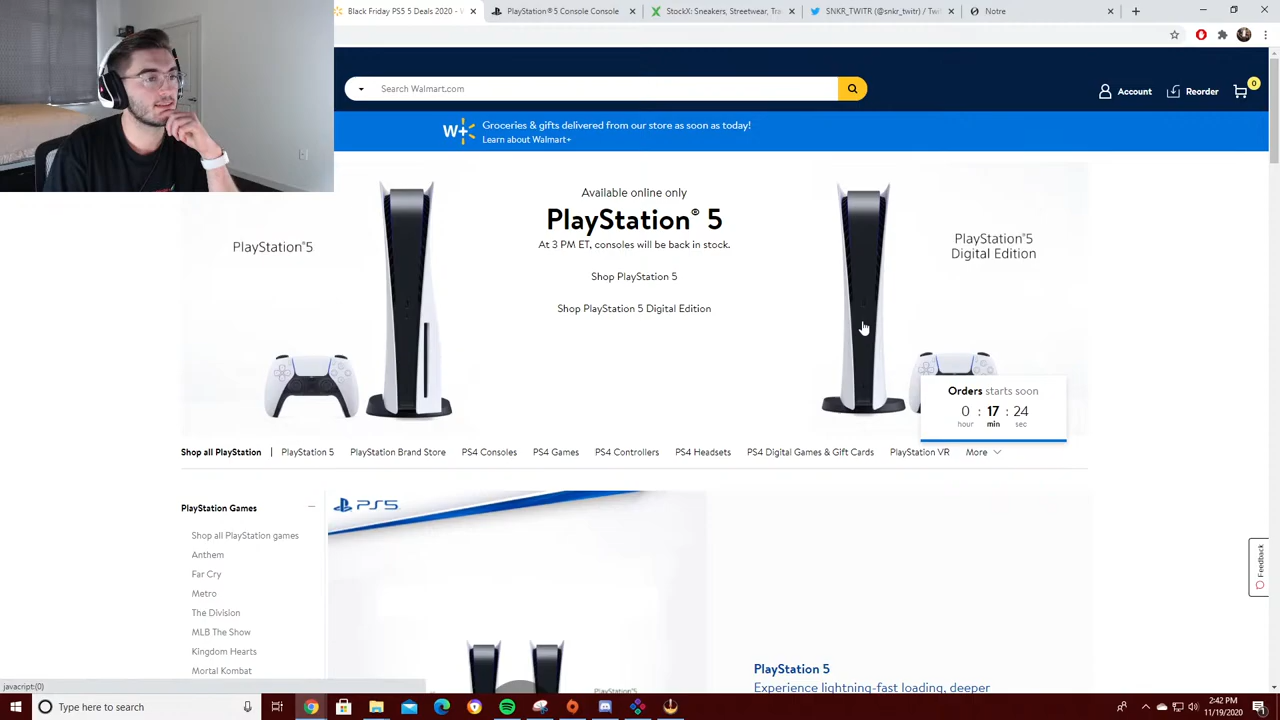 Black Friday PS5 5 Deals 2020 - V
PlayStation®5 Console Console
StockX: Sneakers, Streetwear, Tra
SNKR_TWITR (@snkr_twitr) / Twi
Notre
Search Walmart.com
Account
Reorder
0
W+
Groceries & gifts delivered from our store as soon as today!
Learn about Walmart+
Available online only
PlayStation® 5
At 3 PM ET, consoles will be back in stock.
Shop PlayStation 5
Shop PlayStation 5 Digital Edition
PlayStation®5
PlayStation®5
Digital Edition
Orders starts soon
0 : 17 : 24
hour min sec
Shop all PlayStation | PlayStation 5 PlayStation Brand Store PS4 Consoles PS4 Games PS4 Controllers PS4 Headsets PS4 Digital Games & Gift Cards PlayStation VR More
PlayStation Games
Shop all PlayStation games
Anthem
Far Cry
Metro
The Division
MLB The Show
Kingdom Hearts
Mortal Kombat
PS5
PlayStation®5
PlayStation 5
Experience lightning-fast loading, deeper
Feedback
javacript:(0)
Type here to search
2:42 PM
11/19/2020
1